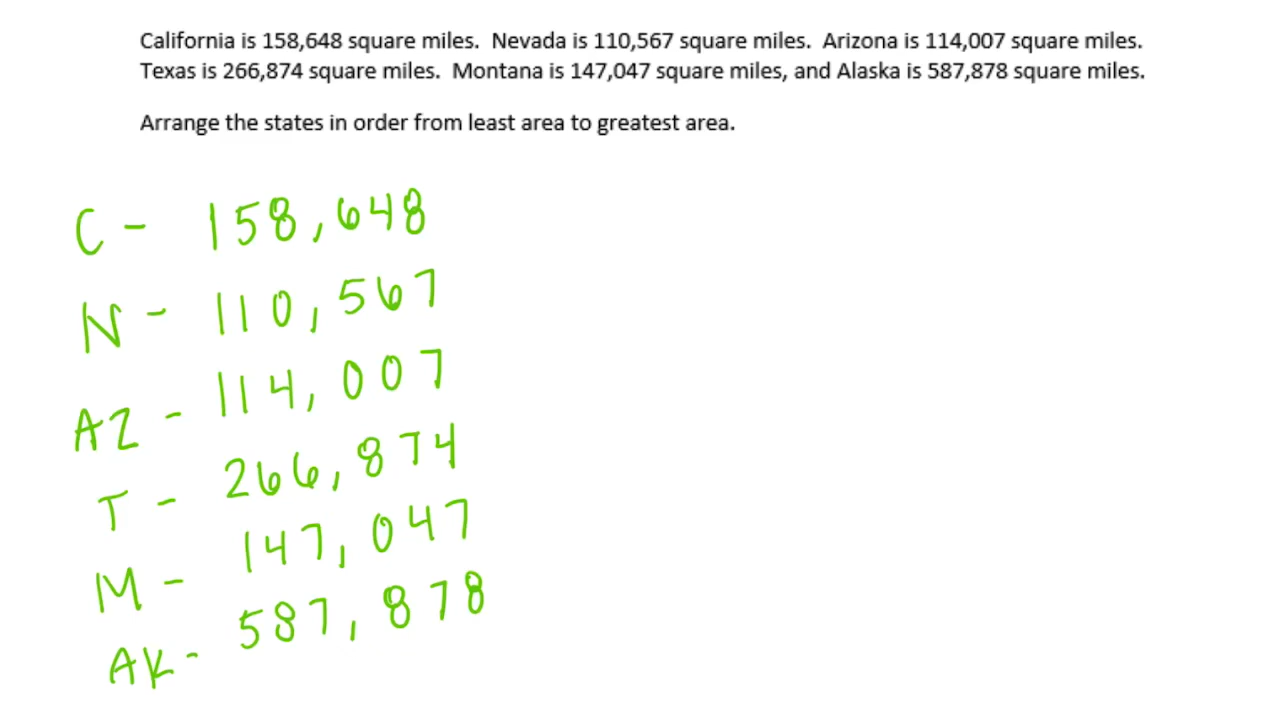 California is 158,648 square miles.  Nevada is 110,567 square miles.  Arizona is 114,007 square miles.
Texas is 266,874 square miles.  Montana is 147,047 square miles, and Alaska is 587,878 square miles.
Arrange the states in order from least area to greatest area.
C - 158,648
N - 110,567
AZ - 114,007
T - 266,874
M - 147,047
AK - 587,878